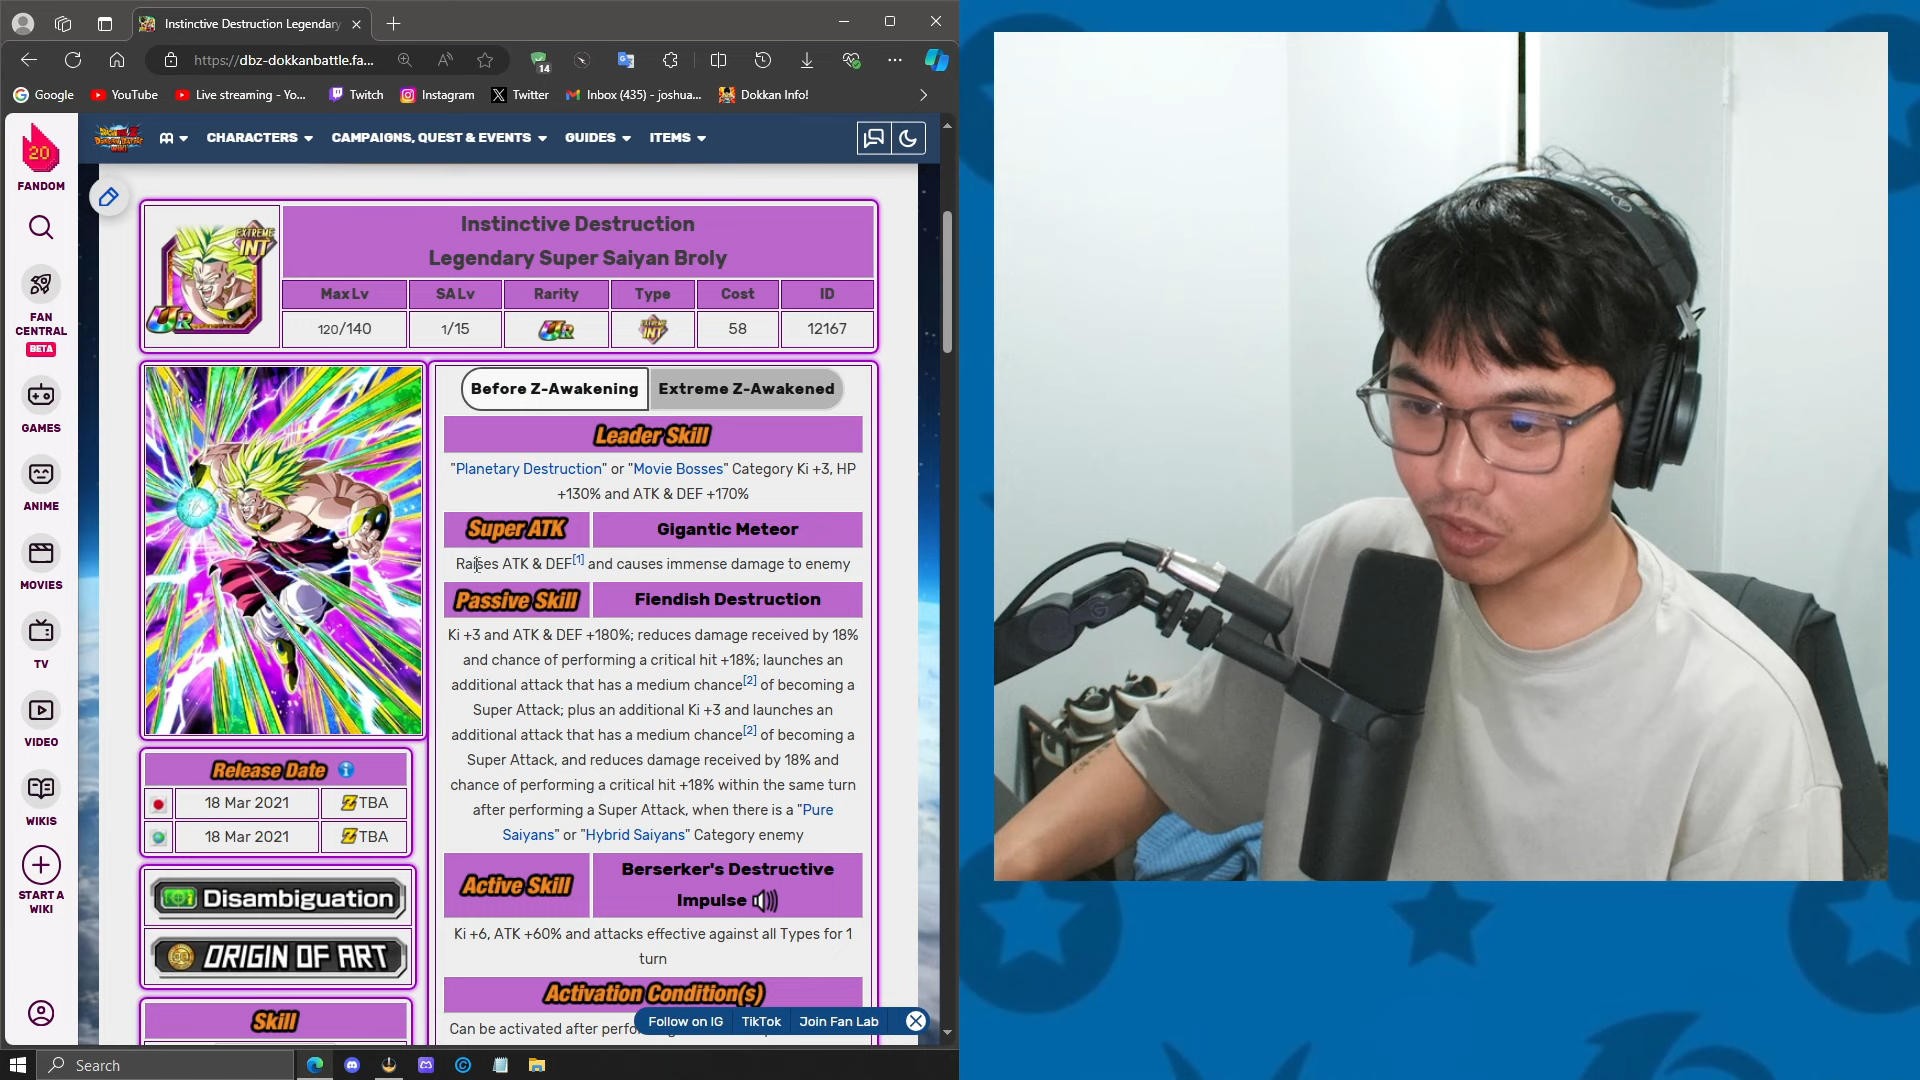 Instinctive Destruction Legendary
https://dbz-dokkanbattle.fa...
14
Google
YouTube
Live streaming - Yo...
Twitch
Instagram
Twitter
Inbox (435) - joshua...
Dokkan Info!
20
FANDOM
CHARACTERS
CAMPAIGNS, QUEST & EVENTS
GUIDES
ITEMS
FAN
CENTRAL
BETA
GAMES
ANIME
MOVIES
TV
VIDEO
WIKIS
START A
WIKI
EXTREME
INT
UR
Instinctive Destruction
Legendary Super Saiyan Broly
Max Lv
SA Lv
Rarity
Type
Cost
ID
120/140
1/15
UR
EXTREME
INT
58
12167
Before Z-Awakening
Extreme Z-Awakened
Leader Skill
"Planetary Destruction" or "Movie Bosses" Category Ki +3, HP
+130% and ATK & DEF +170%
Super ATK
Gigantic Meteor
Raises ATK & DEF[1] and causes immense damage to enemy
Passive Skill
Fiendish Destruction
Ki +3 and ATK & DEF +180%; reduces damage received by 18%
and chance of performing a critical hit +18%; launches an
additional attack that has a medium chance[2] of becoming a
Super Attack; plus an additional Ki +3 and launches an
additional attack that has a medium chance[2] of becoming a
Super Attack, and reduces damage received by 18% and
chance of performing a critical hit +18% within the same turn
after performing a Super Attack, when there is a "Pure
Saiyans" or "Hybrid Saiyans" Category enemy
Active Skill
Berserker's Destructive
Impulse
Ki +6, ATK +60% and attacks effective against all Types for 1
turn
Activation Condition(s)
Can be activated after perfo
Release Date
18 Mar 2021
Z TBA
18 Mar 2021
Z TBA
Disambiguation
ORIGIN OF ART
Skill
Follow on IG
TikTok
Join Fan Lab
Search